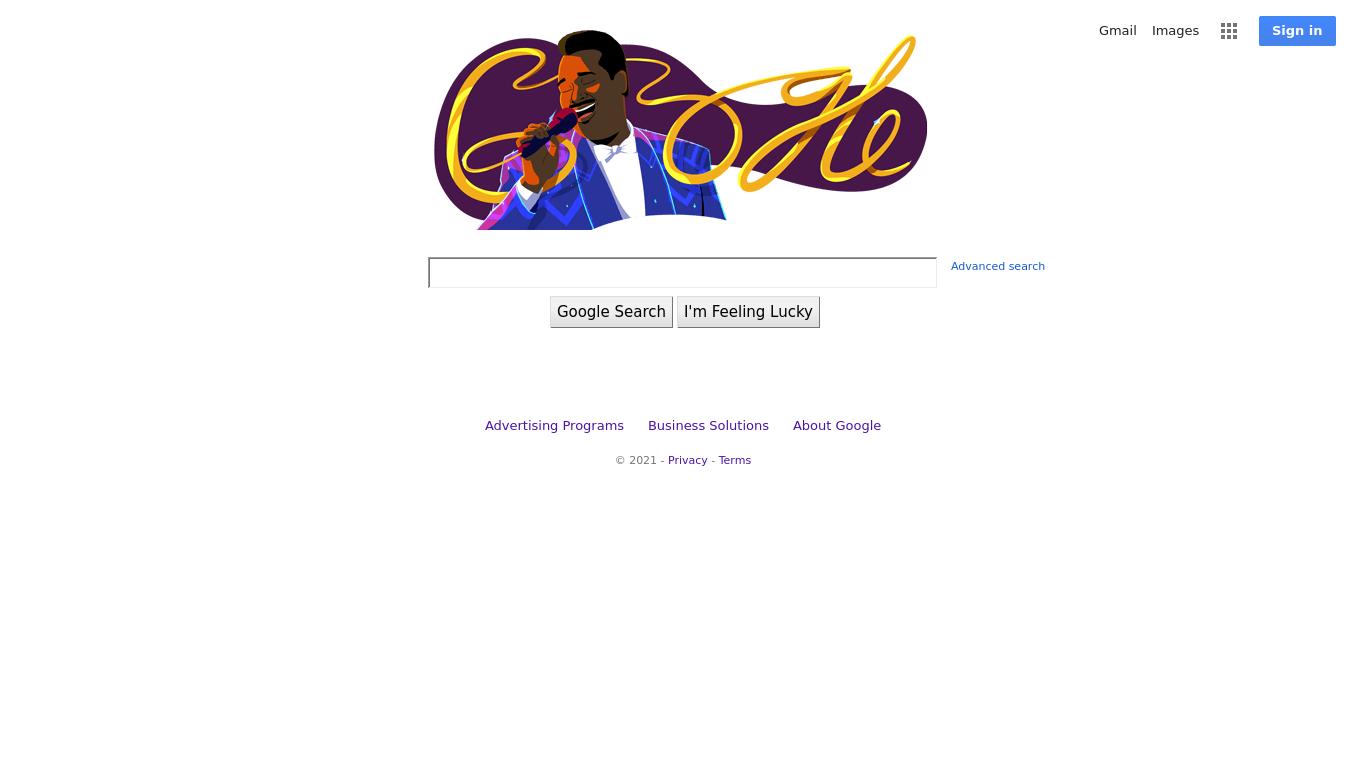 Gmail Images Sign in
Google
Advanced search
Google Search I'm Feeling Lucky
Advertising Programs Business Solutions About Google
© 2021 - Privacy - Terms